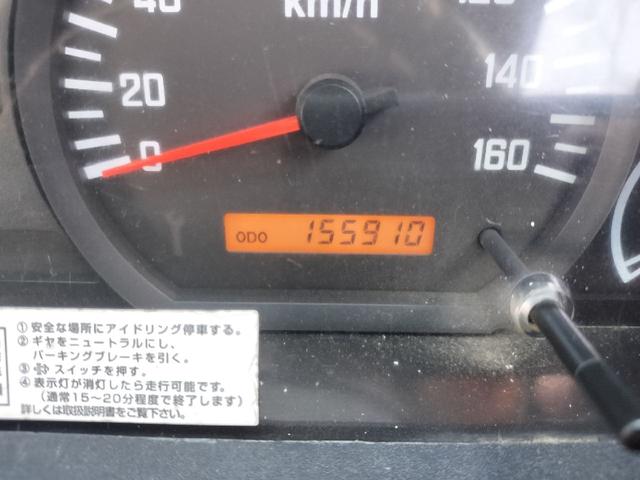 40
km/h
120
20
140
0
160
ODO 155910
①安全な場所にアイドリング停車する。
②ギヤをニュートラルにし、
パーキングブレーキを引く。
③ スイッチを押す。
④表示灯が消灯したら走行可能です。
(通常15〜20分程度で終了します)
詳しくは取扱説明書をご覧下さい。